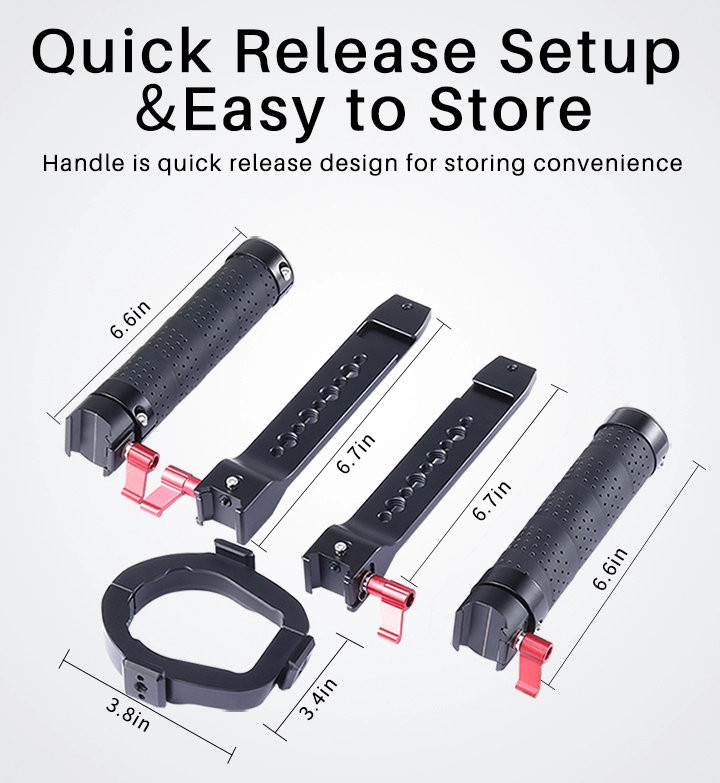 Quick Release Setup
&Easy to Store
Handle is quick release design for storing convenience
6.6in
6.7in
6.7in
6.6in
3.8in
3.4in